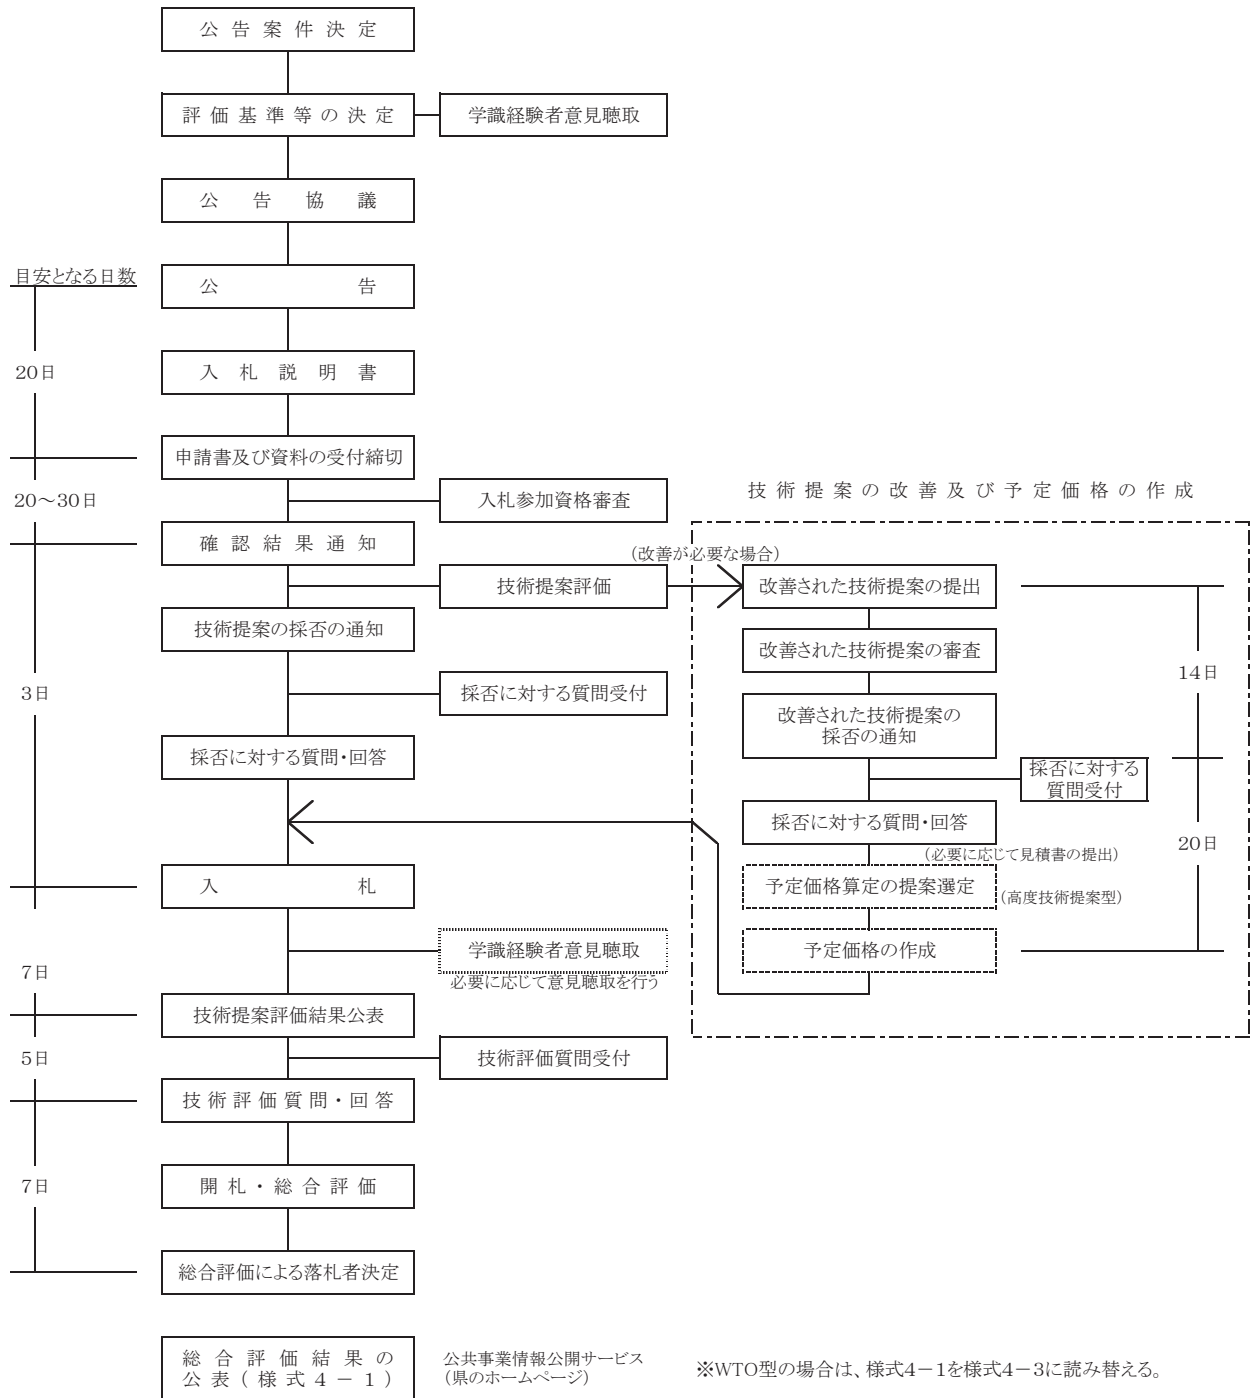 公告案件決定
評価基準等の決定
学識経験者意見聴取
公告協議
目安となる日数
公告
20日
入札説明書
申請書及び資料の受付締切
20～30日
入札参加資格審査
技術提案の改善及び予定価格の作成
確認結果通知
（改善が必要な場合）
技術提案評価
改善された技術提案の提出
技術提案の採否の通知
改善された技術提案の審査
14日
3日
採否に対する質問受付
改善された技術提案の
採否の通知
採否に対する質問・回答
採否に対する
質問受付
採否に対する質問・回答
20日
（必要に応じて見積書の提出）
入札
予定価格算定の提案選定
（高度技術提案型）
学識経験者意見聴取
予定価格の作成
7日
必要に応じて意見聴取を行う
技術提案評価結果公表
5日
技術評価質問受付
技術評価質問・回答
7日
開札・総合評価
総合評価による落札者決定
総合評価結果の
公表(様式4－1)
公共事業情報公開サービス
（県のホームページ）
※WTO型の場合は、様式4－1を様式4－3に読み替える。